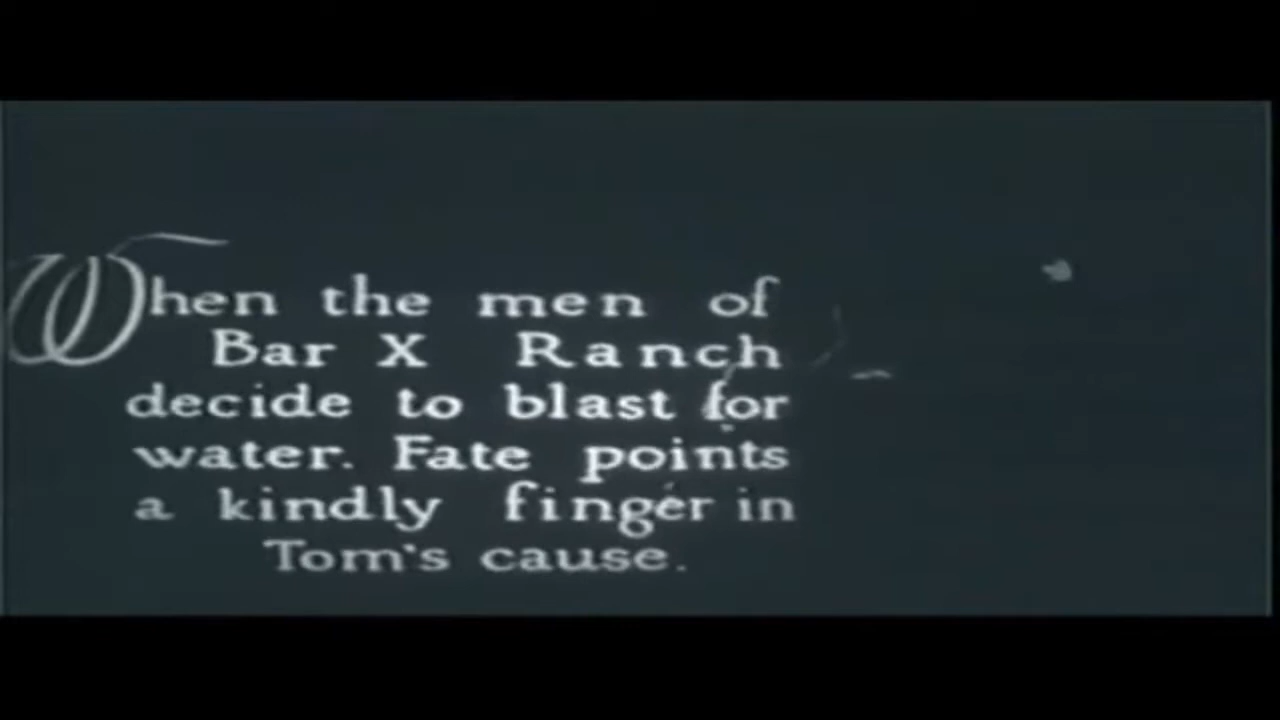 When the men of
Bar X Ranch
decide to blast for
water. Fate points
a kindly finger in
Tom's cause.